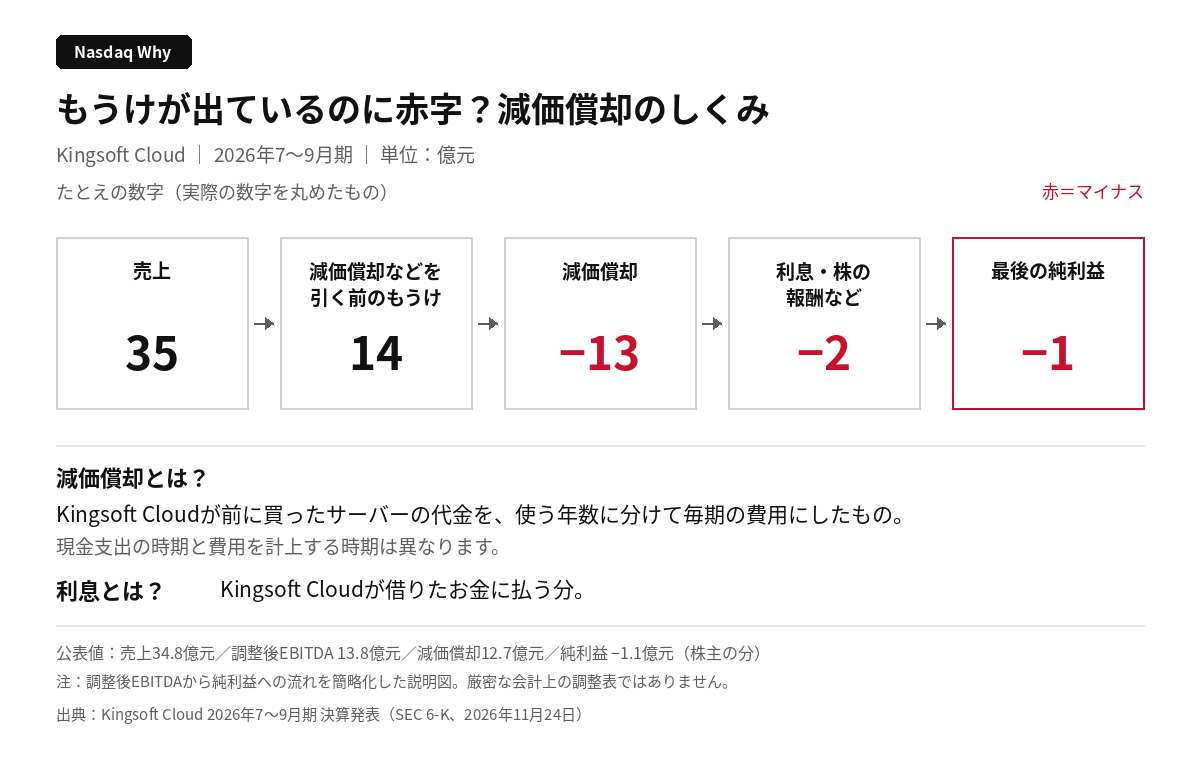 Nasdaq Why
もうけが出ているのに赤字？減価償却のしくみ
Kingsoft Cloud｜2026年7〜9月期｜単位：億元
たとえの数字（実際の数字を丸めたもの）
赤＝マイナス
売上
35
→
減価償却などを
引く前のもうけ
14
→
減価償却
−13
→
利息・株の
報酬など
−2
→
最後の純利益
−1
減価償却とは？
Kingsoft Cloudが前に買ったサーバーの代金を、使う年数に分けて毎期の費用にしたもの。
現金支出の時期と費用を計上する時期は異なります。
利息とは？ Kingsoft Cloudが借りたお金に払う分。
公表値：売上34.8億元／調整後EBITDA 13.8億元／減価償却12.7億元／純利益 −1.1億元（株主の分）
注：調整後EBITDAから純利益への流れを簡略化した説明図。厳密な会計上の調整表ではありません。
出典：Kingsoft Cloud 2026年7〜9月期 決算発表（SEC 6-K、2026年11月24日）